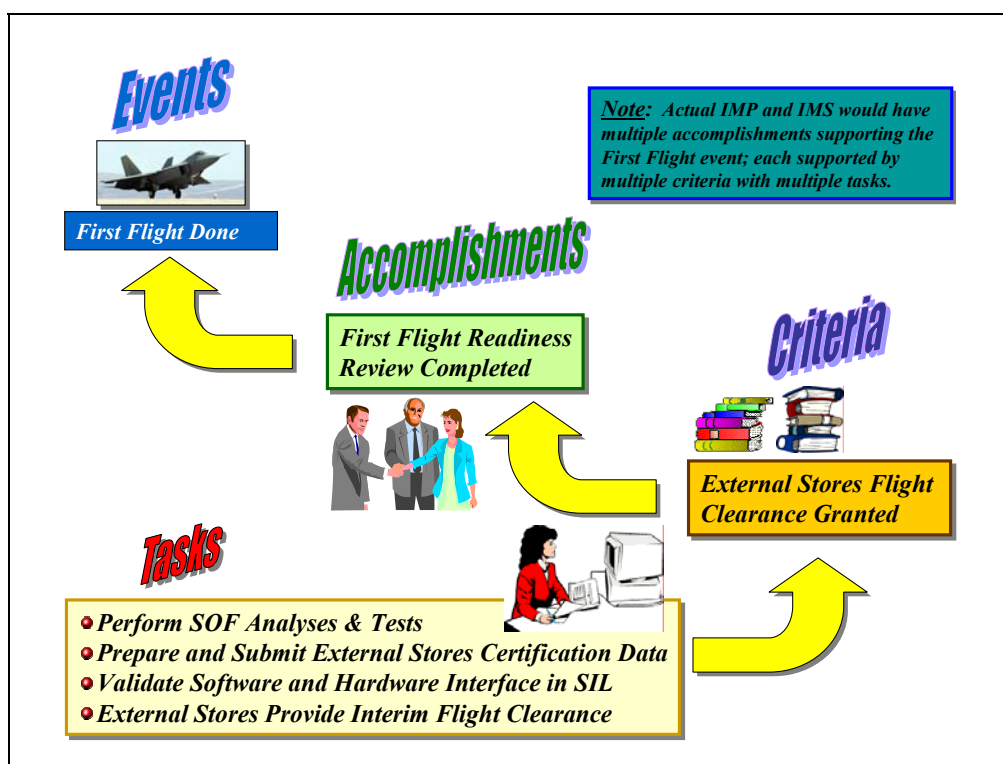 Events
First Flight Done
Note: Actual IMP and IMS would have
multiple accomplishments supporting the
First Flight event; each supported by
multiple criteria with multiple tasks.
Accomplishments
First Flight Readiness
Review Completed
Criteria
External Stores Flight
Clearance Granted
Tasks
Perform SOF Analyses & Tests
Prepare and Submit External Stores Certification Data
Validate Software and Hardware Interface in SIL
External Stores Provide Interim Flight Clearance